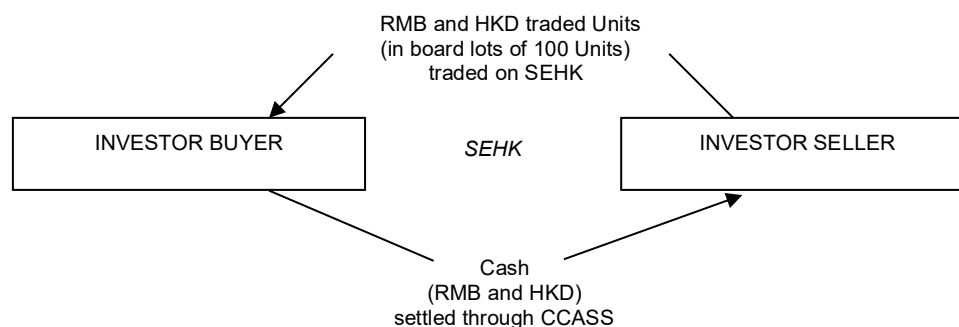 RMB and HKD traded Units
(in board lots of 100 Units)
traded on SEHK
INVESTOR BUYER
SEHK
INVESTOR SELLER
Cash
(RMB and HKD)
settled through CCASS